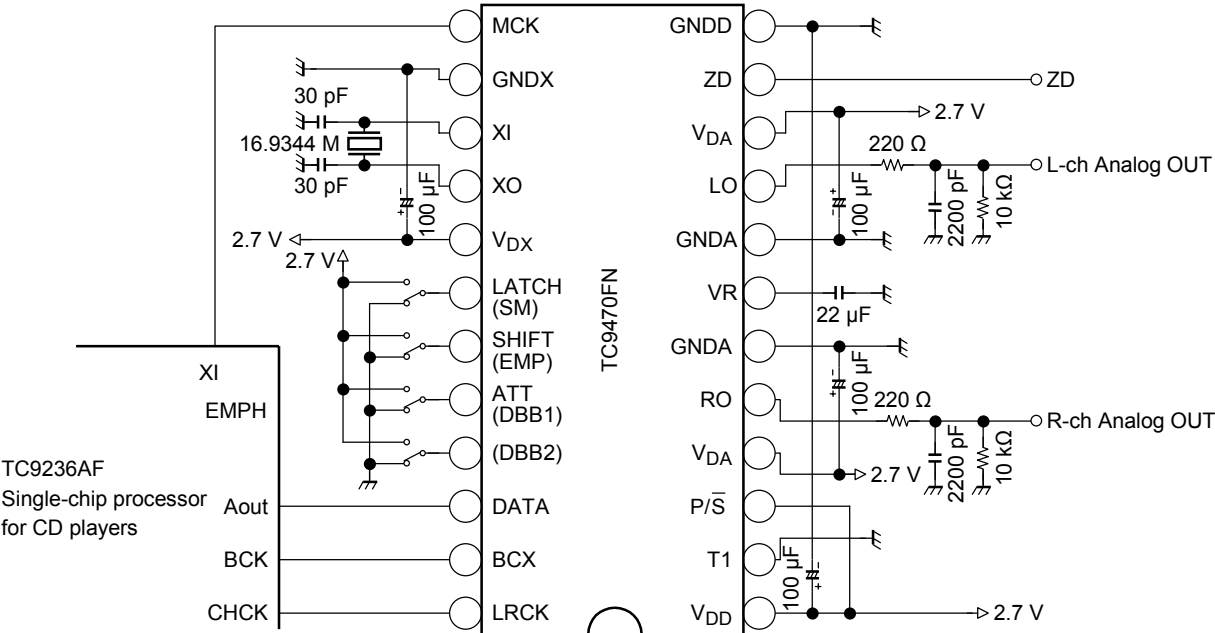 MCK
GNDD
GNDX
ZD
ZD
30 pF
XI
VDA
2.7 V
16.9344 M
220 Ω
30 pF
XO
100 µF
LO
100 µF
2200 pF
10 kΩ
L-ch Analog OUT
2.7 V
VDX
GNDA
2.7 V
LATCH
(SM)
TC9470FN
VR
22 µF
SHIFT
(EMP)
GNDA
100 µF
XI
ATT
(DBB1)
RO
220 Ω
R-ch Analog OUT
EMPH
(DBB2)
VDA
2.7 V
2200 pF
10 kΩ
TC9236AF
Single-chip processor
for CD players
Aout
DATA
P/S̅
BCK
BCX
T1
100 µF
CHCK
LRCK
VDD
2.7 V